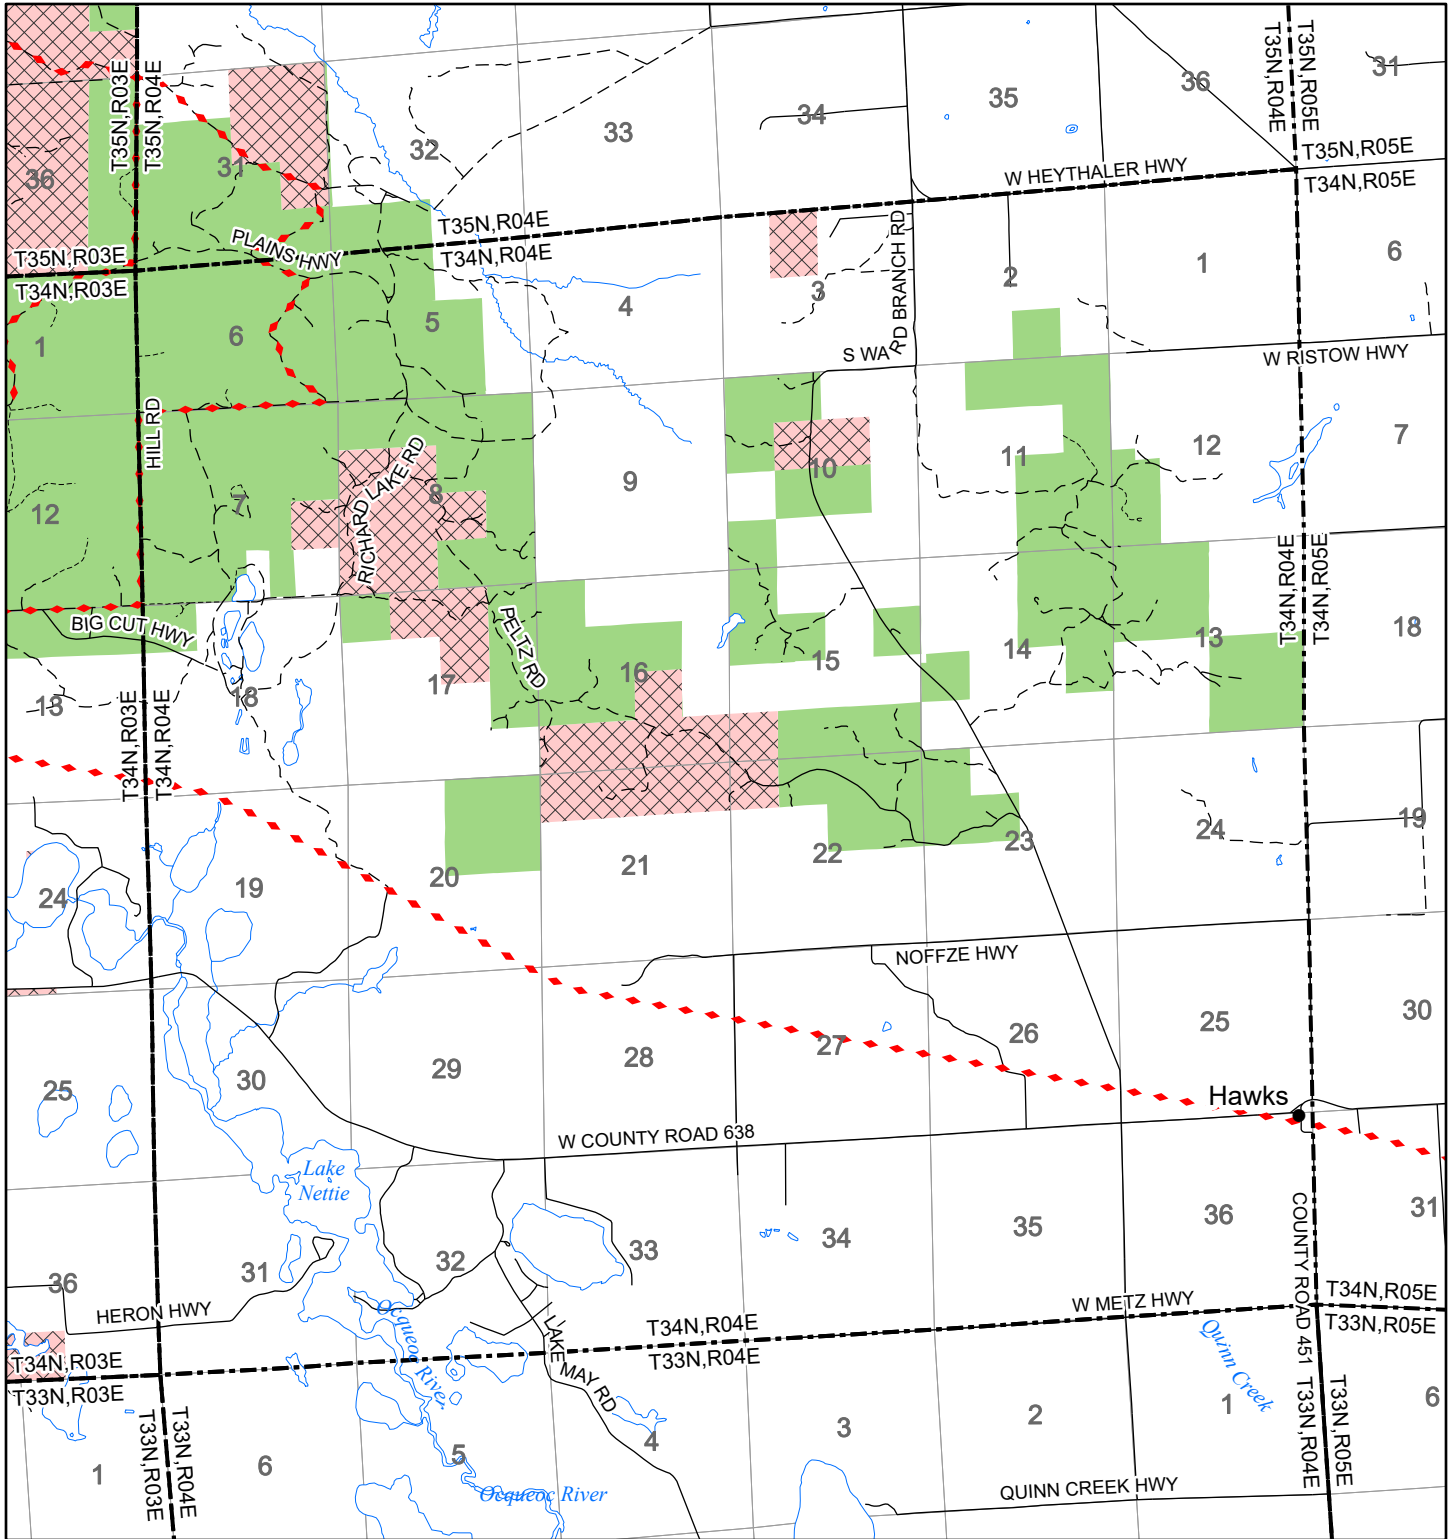 T35N,R03E
T35N,R04E
T35N,R04E
T35N,R05E
31
36
35
34
33
32
31
36
T35N,R05E
W HEYTHALER HWY
T34N,R05E
T35N,R04E
T34N,R04E
PLAINS HWY
T35N,R03E
T34N,R03E
RD BRANCH RD
S WA
6
1
2
3
4
5
6
1
W RISTOW HWY
HILL RD
RICHARD LAKE RD
7
12
11
10
9
8
7
12
T34N,R04E
T34N,R05E
BIG CUT HWY
PELTZ RD
18
13
14
15
16
17
18
13
T34N,R03E
T34N,R04E
19
24
23
22
21
20
19
24
NOFFZE HWY
30
25
26
27
28
29
30
25
Hawks
W COUNTY ROAD 638
Lake
Nettie
31
36
35
34
33
32
31
36
COUNTY ROAD 451
HERON HWY
W METZ HWY
T34N,R05E
T33N,R05E
T34N,R04E
T33N,R04E
T34N,R03E
T33N,R03E
Ocqueoc River
LAKE MAY RD
Quinn Creek
6
1
2
3
4
5
6
1
T33N,R03E
T33N,R04E
T33N,R04E
T33N,R05E
Ocqueoc River
QUINN CREEK HWY